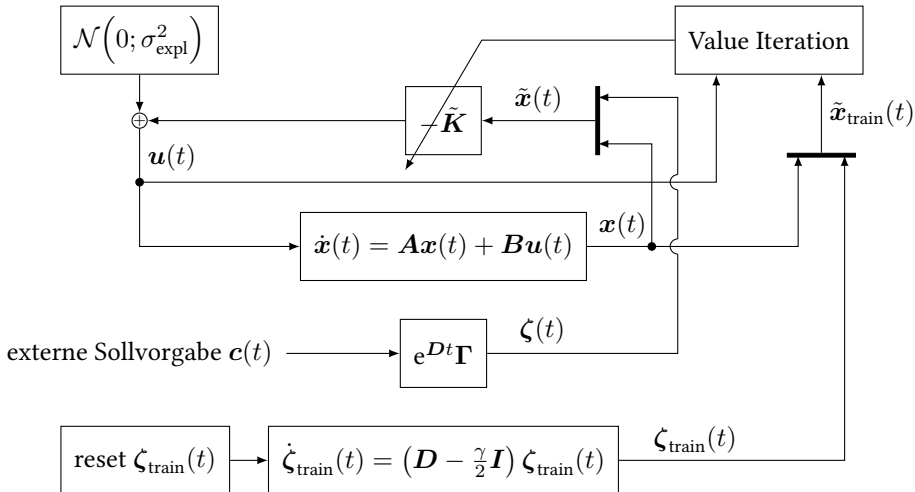 𝒩(0; σ²_expl)
Value Iteration
x̃(t)
−K̃
x̃_train(t)
u(t)
ẋ(t) = Ax(t) + Bu(t)
x(t)
externe Sollvorgabe c(t)
e^{Dt}Γ
ζ(t)
reset ζ_train(t)
ζ̇_train(t) = (D − γ/2 I) ζ_train(t)
ζ_train(t)